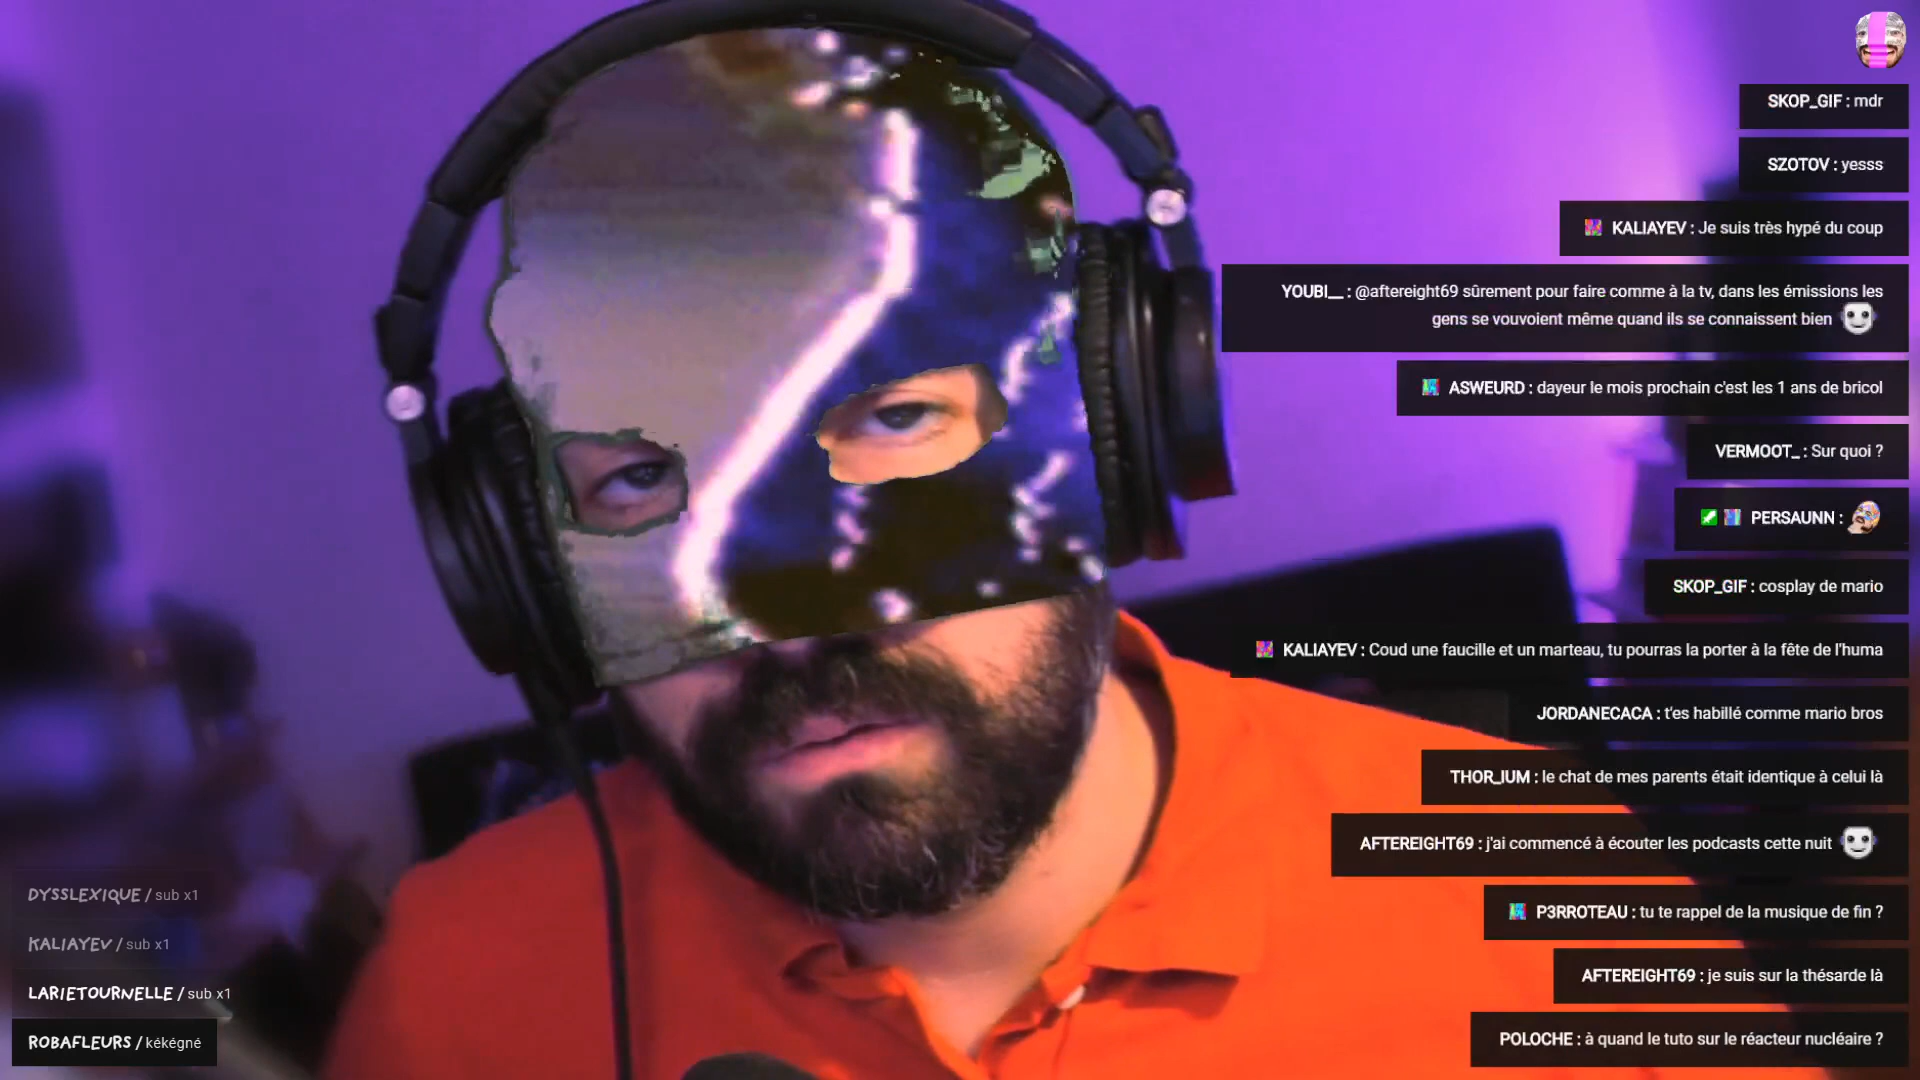 SKOP_GIF : mdr
SZOTOV : yesss
KALIAYEV : Je suis très hypé du coup
YOUBI__ : @aftereight69 sûrement pour faire comme à la tv, dans les émissions les
gens se vouvoient même quand ils se connaissent bien
ASWEURD : dayeur le mois prochain c'est les 1 ans de bricol
VERMOOT_ : Sur quoi ?
PERSAUNN :
SKOP_GIF : cosplay de mario
KALIAYEV : Coud une faucille et un marteau, tu pourras la porter à la fête de l'huma
JORDANECACA : t'es habillé comme mario bros
THOR_IUM : le chat de mes parents était identique à celui là
AFTEREIGHT69 : j'ai commencé à écouter les podcasts cette nuit
P3RROTEAU : tu te rappel de la musique de fin ?
AFTEREIGHT69 : je suis sur la thésarde là
POLOCHE : à quand le tuto sur le réacteur nucléaire ?
DYSSLEXIQUE / sub x1
KALIAYEV / sub x1
LARIETOURNELLE / sub x1
ROBAFLEURS / kékégné